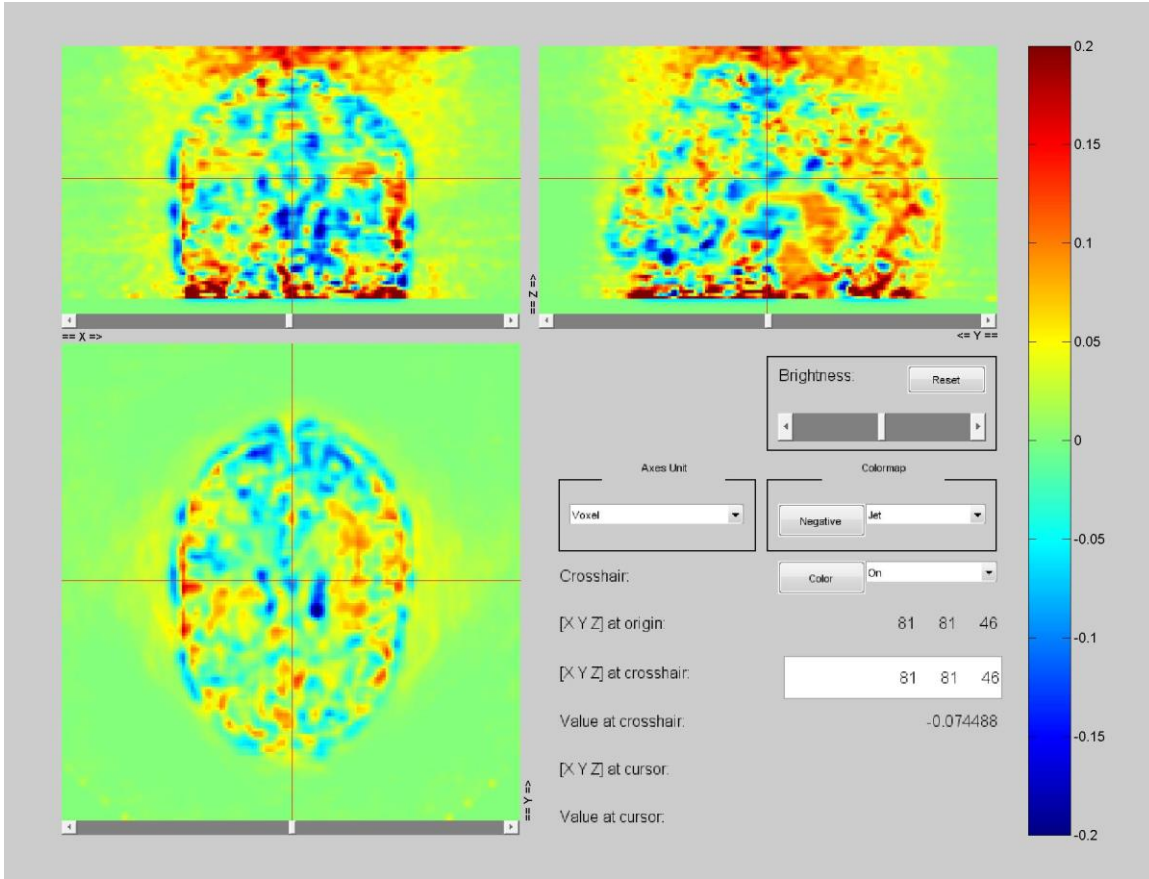 0.2
0.15
0.1
0.05
0
-0.05
-0.1
-0.15
-0.2
== Z =>
== X =>
<= Y ==
== Y =>
Brightness:
Reset
Axes Unit
Colormap
Voxel
Negative
Jet
Crosshair:
Color
On
[X Y Z] at origin:
81 81 46
[X Y Z] at crosshair:
81 81 46
Value at crosshair:
-0.074488
[X Y Z] at cursor:
Value at cursor: